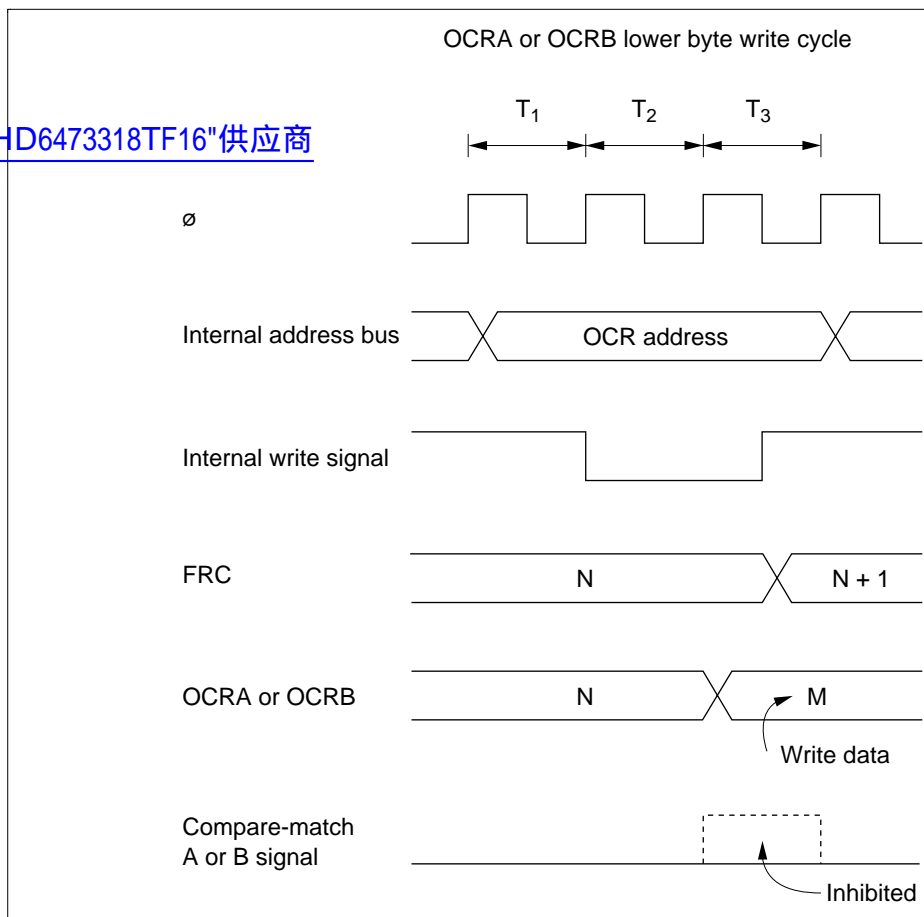 OCRA or OCRB lower byte write cycle
HD6473318TF16"供应商
T1 T2 T3
ø
Internal address bus
OCR address
Internal write signal
FRC
N
N + 1
OCRA or OCRB
N
M
Write data
Compare-match
A or B signal
Inhibited